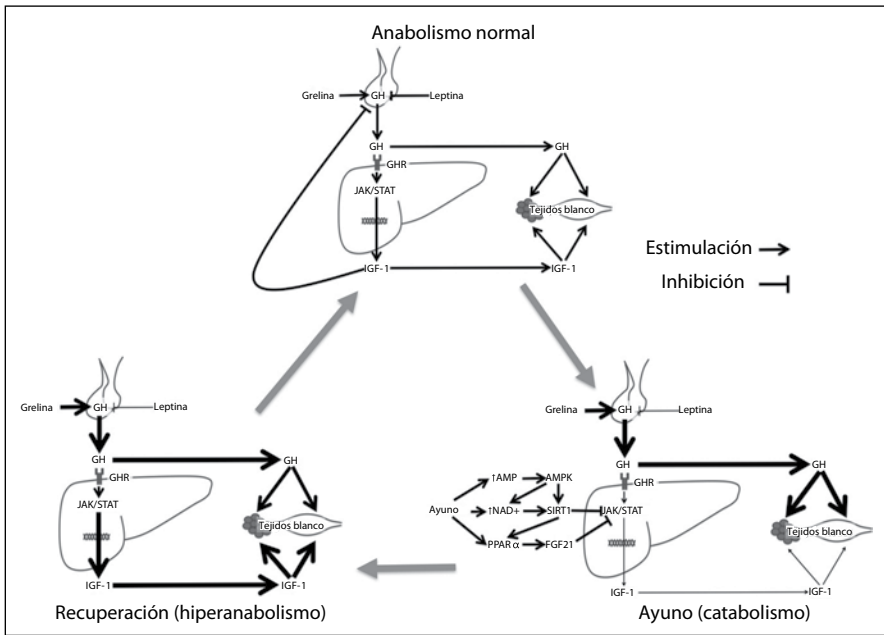 Anabolismo normal
Grelina GH Leptina
GH GH
GHR
JAK/STAT
Tejidos blanco
IGF-1 IGF-1
Estimulación
Inhibición
Grelina GH Leptina
GH GH
GHR
JAK/STAT
Tejidos blanco
IGF-1 IGF-1
Recuperación (hiperanabolismo)
Grelina GH Leptina
GH GH
GHR
↑AMP AMPK
Ayuno ↑NAD+ SIRT1 JAK/STAT
PPAR α FGF21
Tejidos blanco
IGF-1 IGF-1
Ayuno (catabolismo)